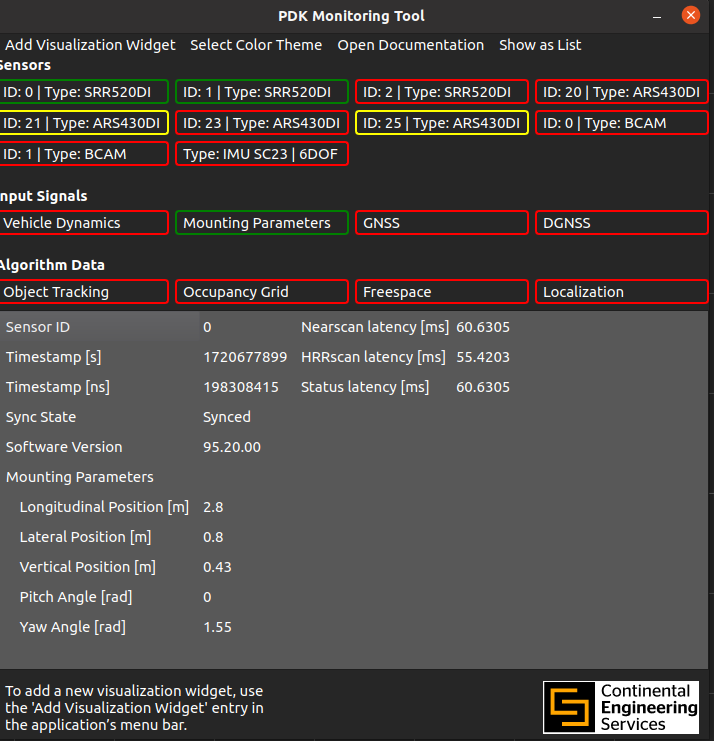 PDK Monitoring Tool
Add Visualization Widget Select Color Theme Open Documentation Show as List
Sensors
ID: 0 | Type: SRR520DI ID: 1 | Type: SRR520DI ID: 2 | Type: SRR520DI ID: 20 | Type: ARS430DI
ID: 21 | Type: ARS430DI ID: 23 | Type: ARS430DI ID: 25 | Type: ARS430DI ID: 0 | Type: BCAM
ID: 1 | Type: BCAM Type: IMU SC23 | 6DOF
Input Signals
Vehicle Dynamics Mounting Parameters GNSS DGNSS
Algorithm Data
Object Tracking Occupancy Grid Freespace Localization
Sensor ID 0 Nearscan latency [ms] 60.6305
Timestamp [s] 1720677899 HRRscan latency [ms] 55.4203
Timestamp [ns] 198308415 Status latency [ms] 60.6305
Sync State Synced
Software Version 95.20.00
Mounting Parameters
Longitudinal Position [m] 2.8
Lateral Position [m] 0.8
Vertical Position [m] 0.43
Pitch Angle [rad] 0
Yaw Angle [rad] 1.55
To add a new visualization widget, use
the 'Add Visualization Widget' entry in
the application's menu bar.
Continental
Engineering
Services